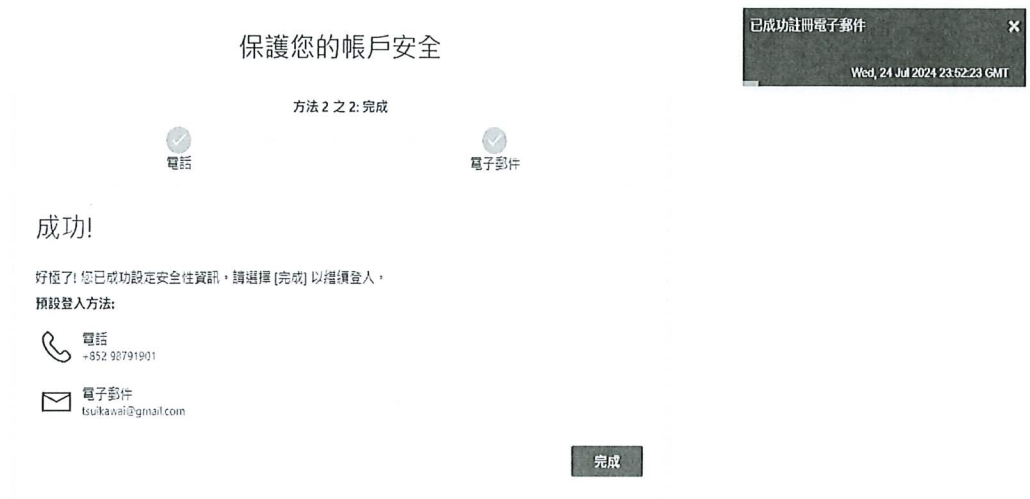 保護您的帳戶安全
已成功註冊電子郵件
Wed, 24 Jul 2024 23:52:23 GMT
方法 2 之 2: 完成
電話
電子郵件
成功!
好極了! 您已成功設定安全性資訊，請選擇 [完成] 以繼續登入。
預設登入方法:
電話
+852 98791901
電子郵件
tsuikawai@gmail.com
完成